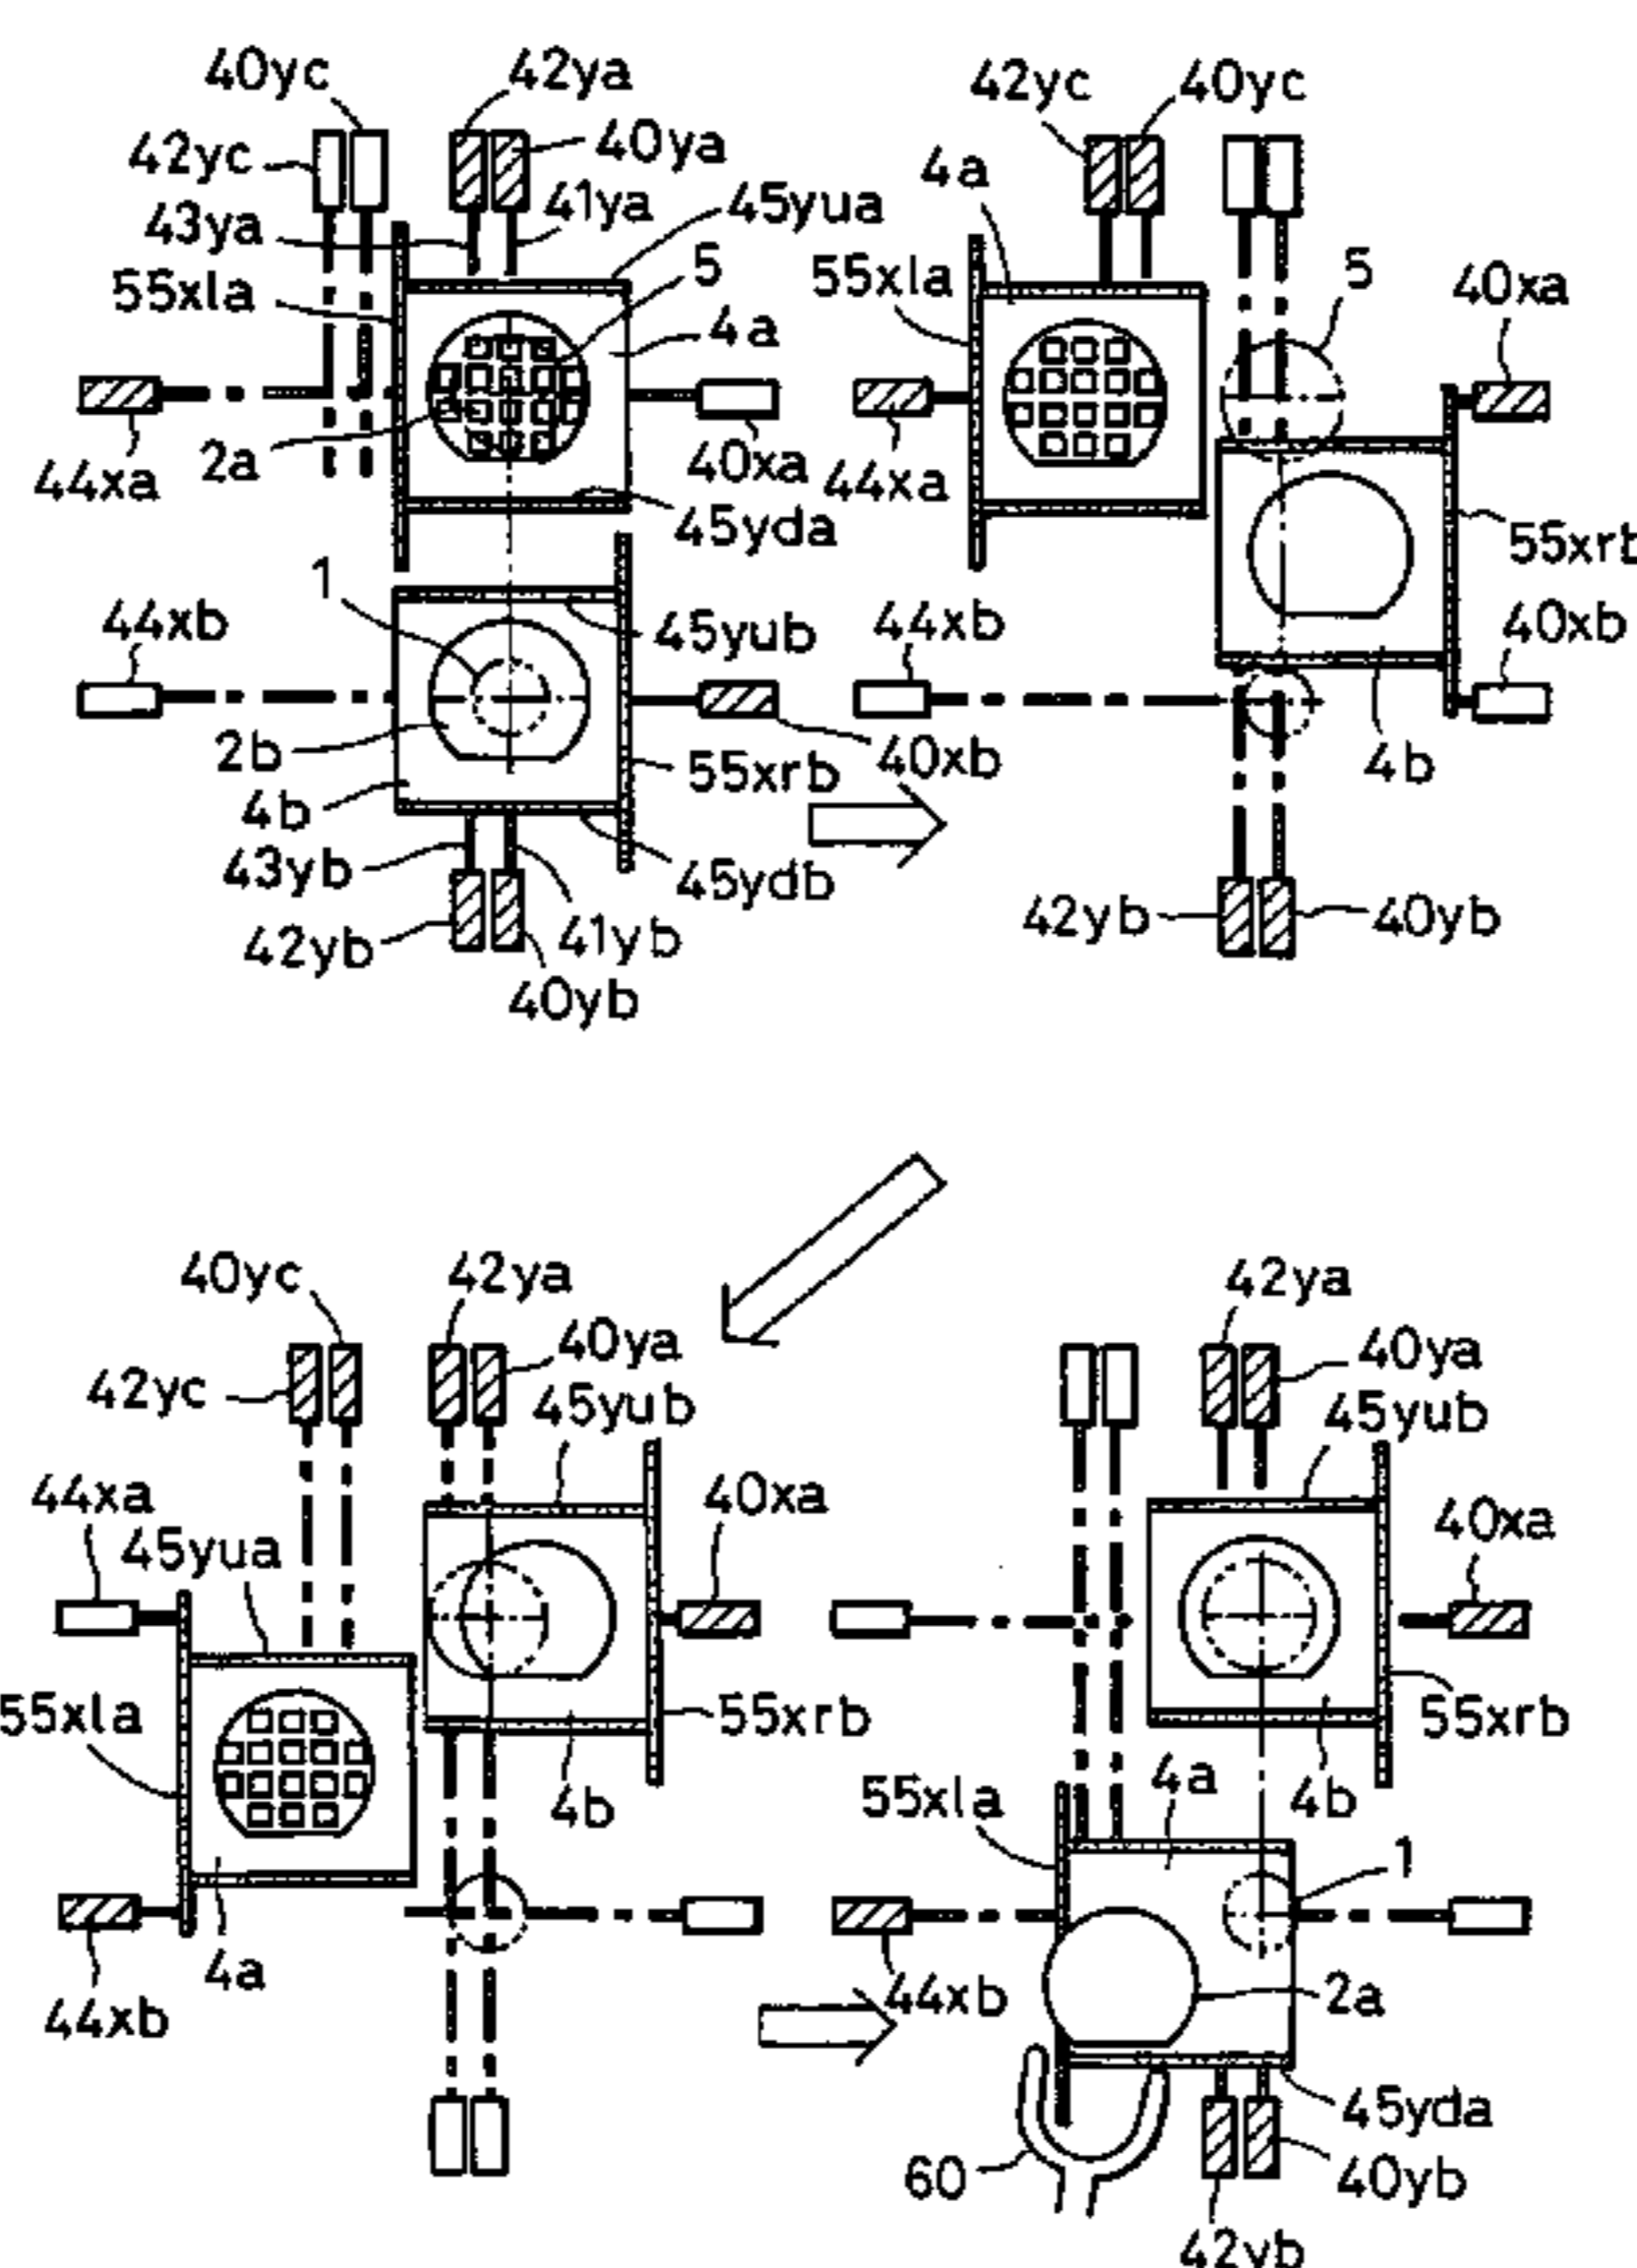 40yc 42ya
42yc 40ya
43ya 41ya 45yua
55xla 5
4a
44xa 2a 40xa
45yda
1
44xb 45yub
2b 40xb
4b 55xrb
43yb 45ydb
42yb 41yb
40yb
42yc 40yc
4a
55xla 5 40xa
44xa
55xrb
44xb 40xb
4b
42yb 40yb
40yc 42ya
42yc 40ya
45yub
44xa 40xa
45yua
55xla 55xrb
4b
4a
44xb
42ya
40ya
45yub
40xa
55xrb
55xla 4a 4b
1
44xb 2a
45yda
60 40yb
42yb